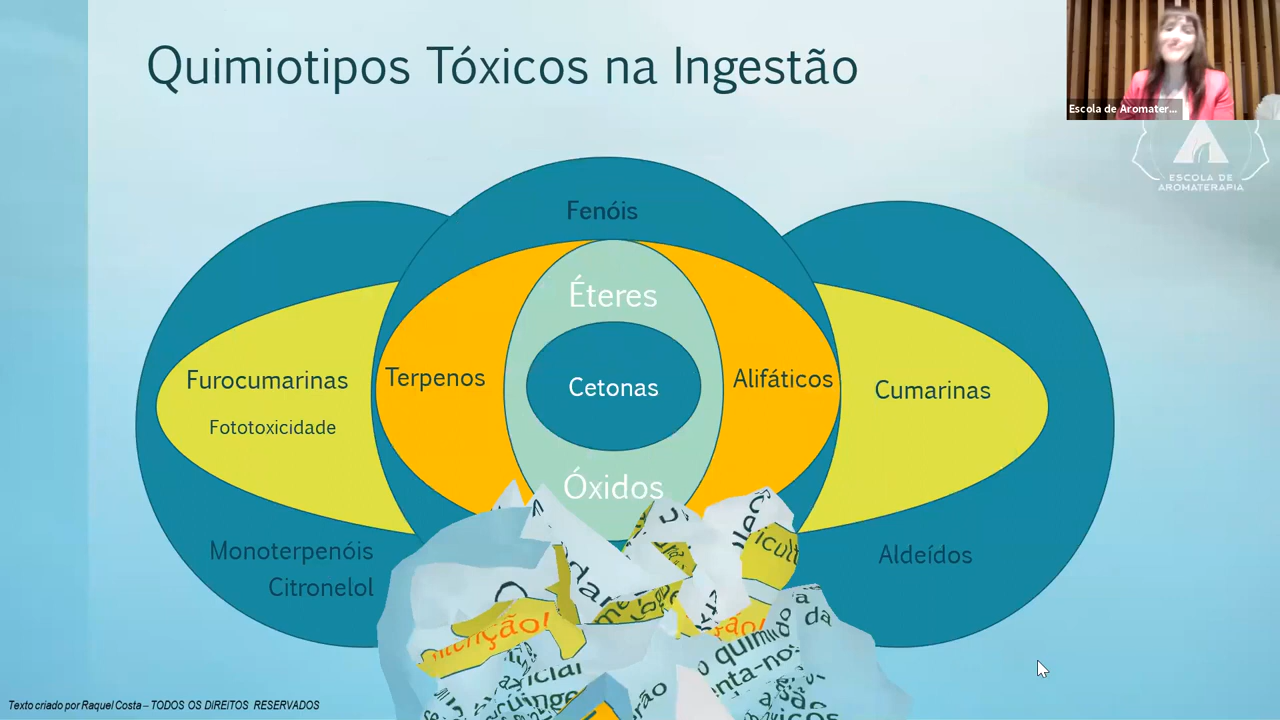 Quimiotipos Tóxicos na Ingestão
Escola de Aromater...
ESCOLA DE
AROMATERAPIA
Fenóis
Éteres
Furocumarinas
Terpenos
Cetonas
Alifáticos
Cumarinas
Fototoxicidade
Óxidos
Monoterpenóis
Citronelol
Aldeídos
Texto criado por Raquel Costa – TODOS OS DIREITOS RESERVADOS